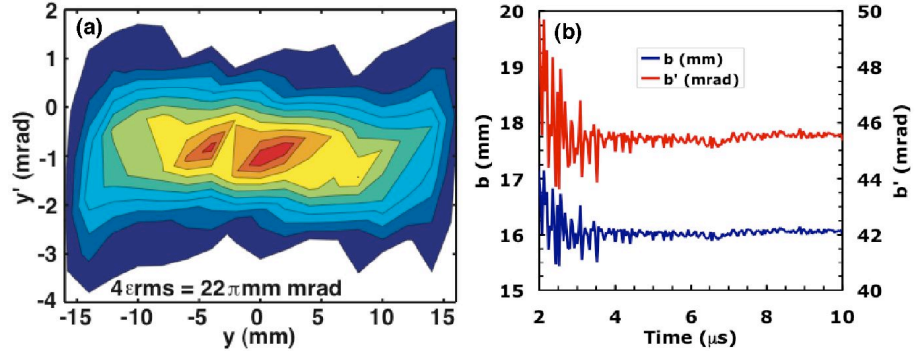 (a)
2
1
0
-1
-2
-3
-4
y' (mrad)
4εrms = 22πmm mrad
-15 -10 -5 0 5 10 15
y (mm)
(b)
20
19
18
17
16
15
b (mm)
b (mm)
b' (mrad)
50
48
46
44
42
40
b' (mrad)
2 4 6 8 10
Time (μs)